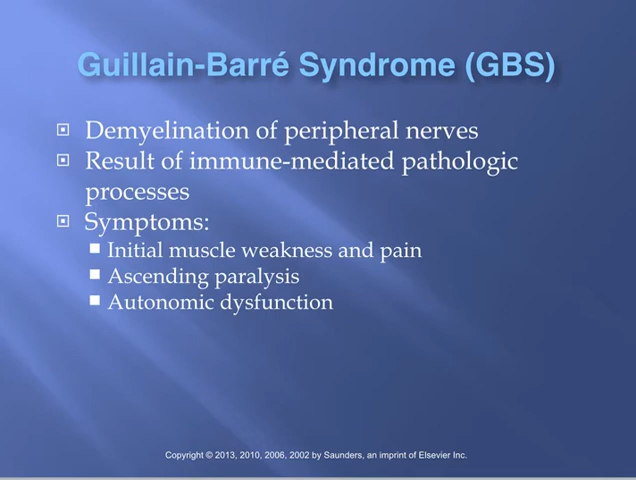 Guillain-Barré Syndrome (GBS)
Demyelination of peripheral nerves
Result of immune-mediated pathologic
processes
Symptoms:
Initial muscle weakness and pain
Ascending paralysis
Autonomic dysfunction
Copyright © 2013, 2010, 2006, 2002 by Saunders, an imprint of Elsevier Inc.